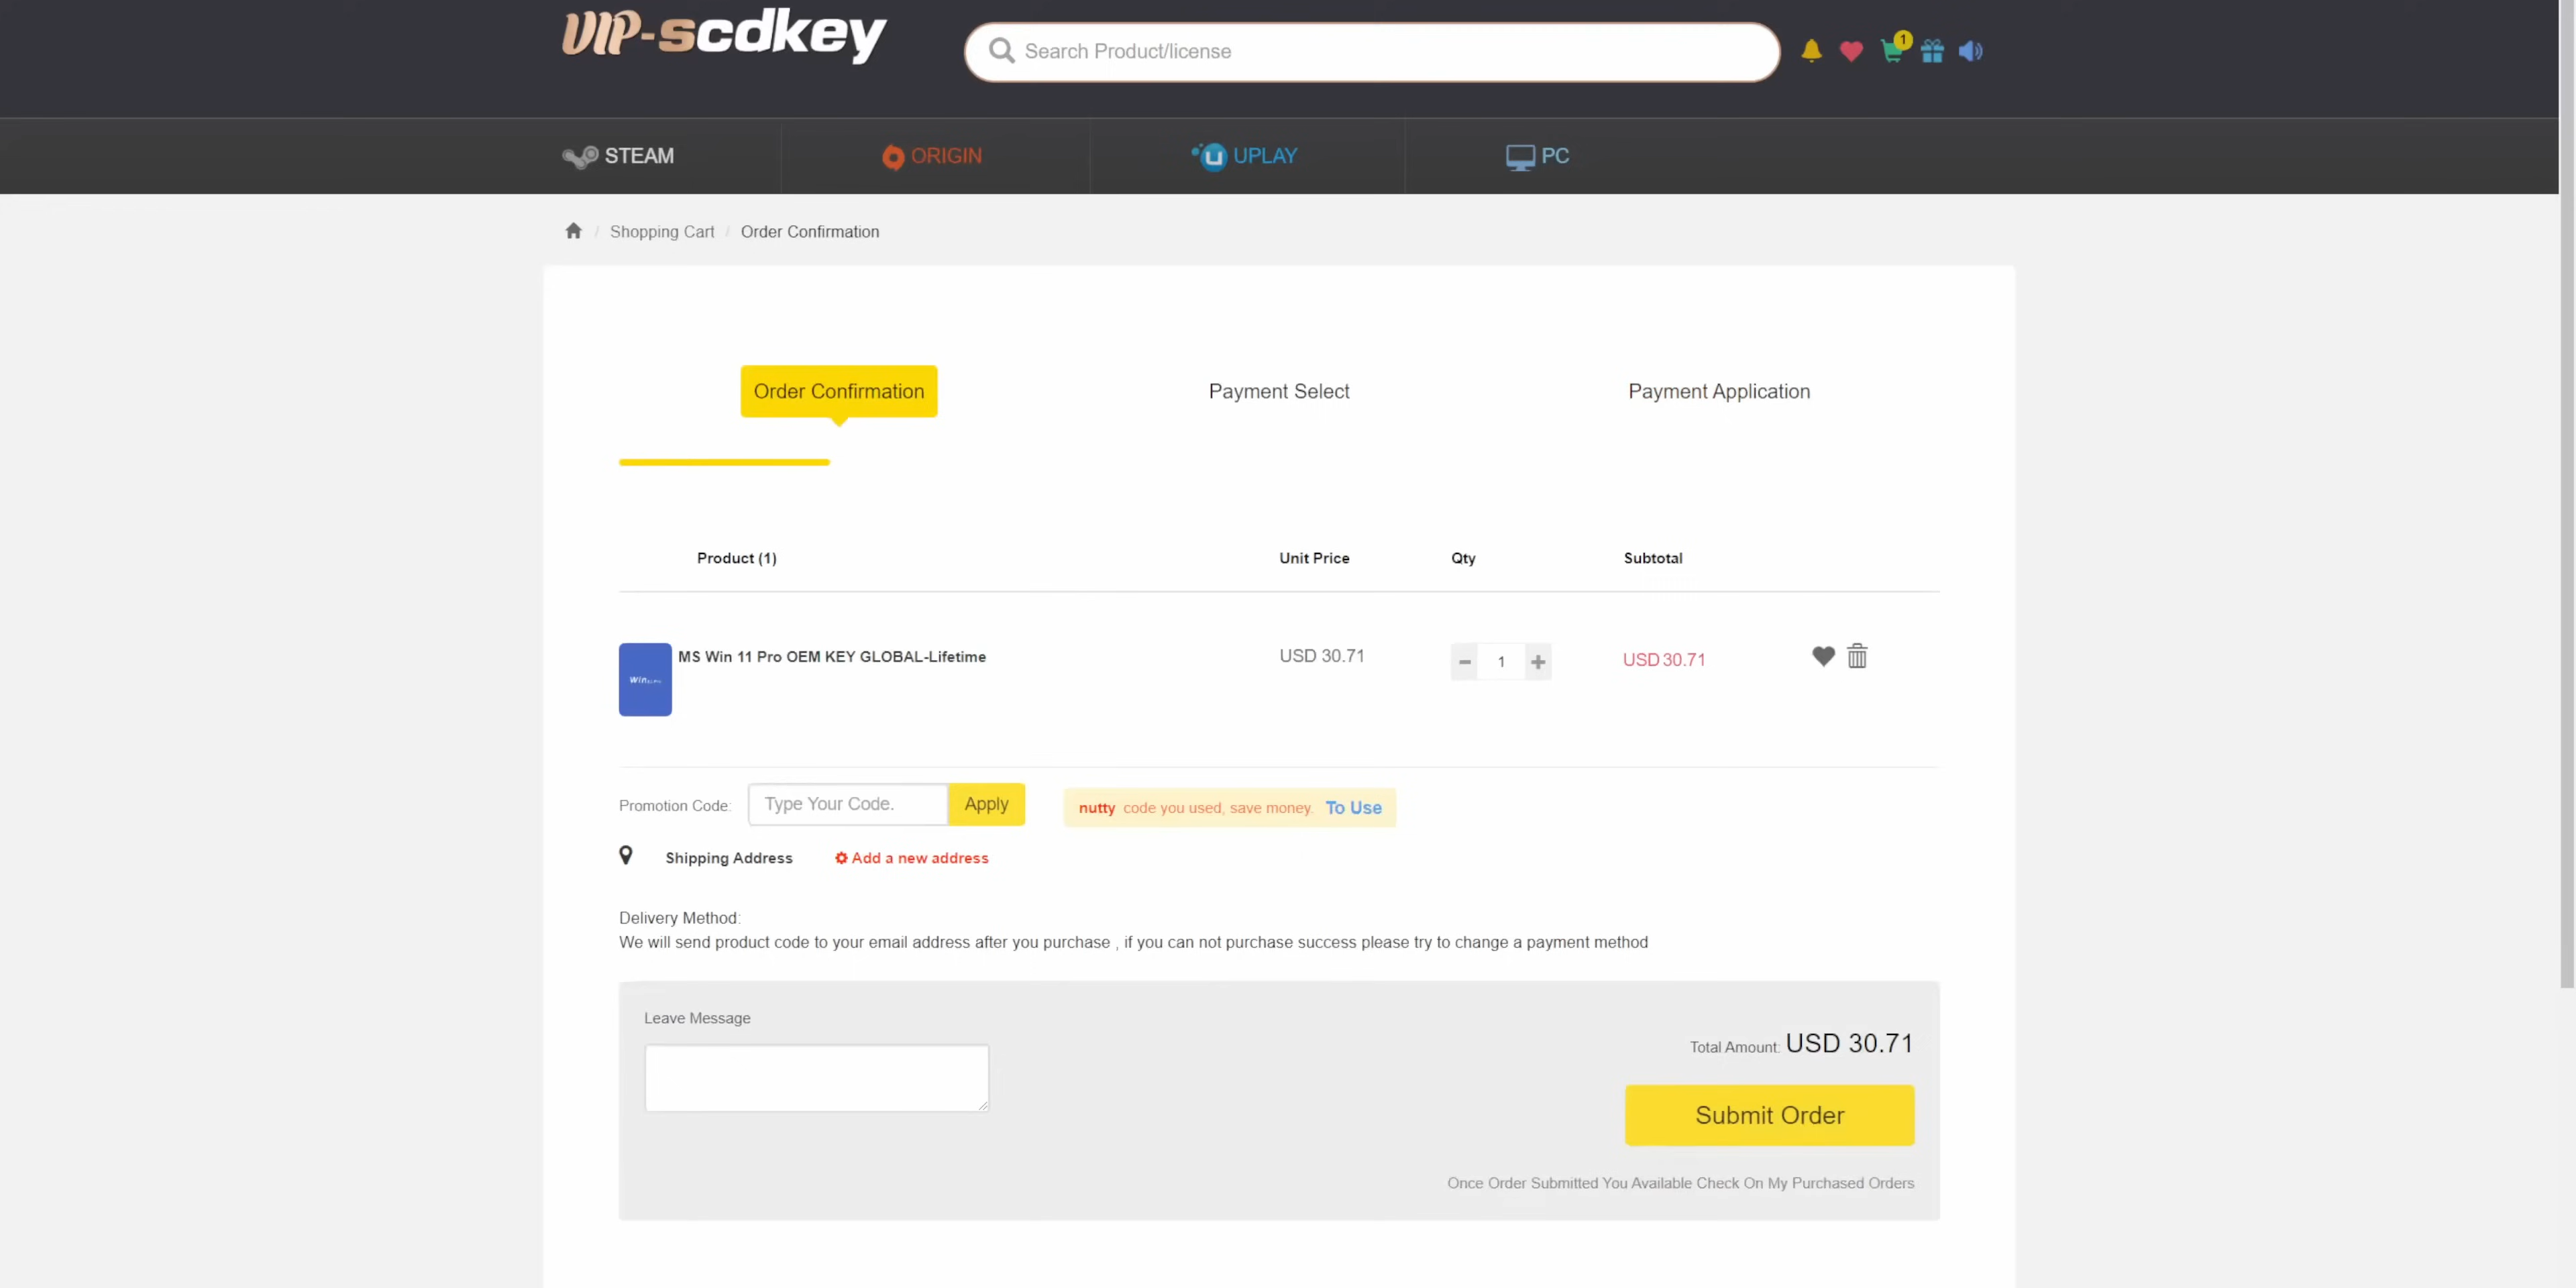 VIP-scdkey
Search Product/license
1
STEAM
ORIGIN
UPLAY
PC
/ Shopping Cart / Order Confirmation
Order Confirmation
Payment Select
Payment Application
Product (1)
Unit Price
Qty
Subtotal
Win
MS Win 11 Pro OEM KEY GLOBAL-Lifetime
USD 30.71
1
USD 30.71
Promotion Code:
Type Your Code.
Apply
nutty code you used, save money. To Use
Shipping Address
Add a new address
Delivery Method:
We will send product code to your email address after you purchase , if you can not purchase success please try to change a payment method
Leave Message
Total Amount: USD 30.71
Submit Order
Once Order Submitted You Available Check On My Purchased Orders